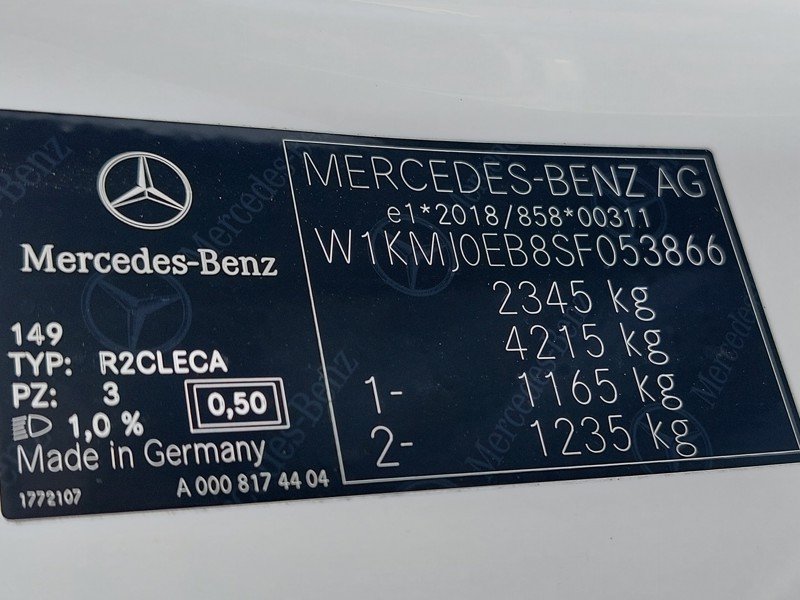 Mercedes-Benz
149
TYP: R2CLECA
PZ: 3
0,50
1,0 %
Made in Germany
1772107
A 000 817 44 04
MERCEDES-BENZ AG
e1*2018/858*00311
W1KMJ0EB8SF053866
2345 kg
4215 kg
1- 1165 kg
2- 1235 kg